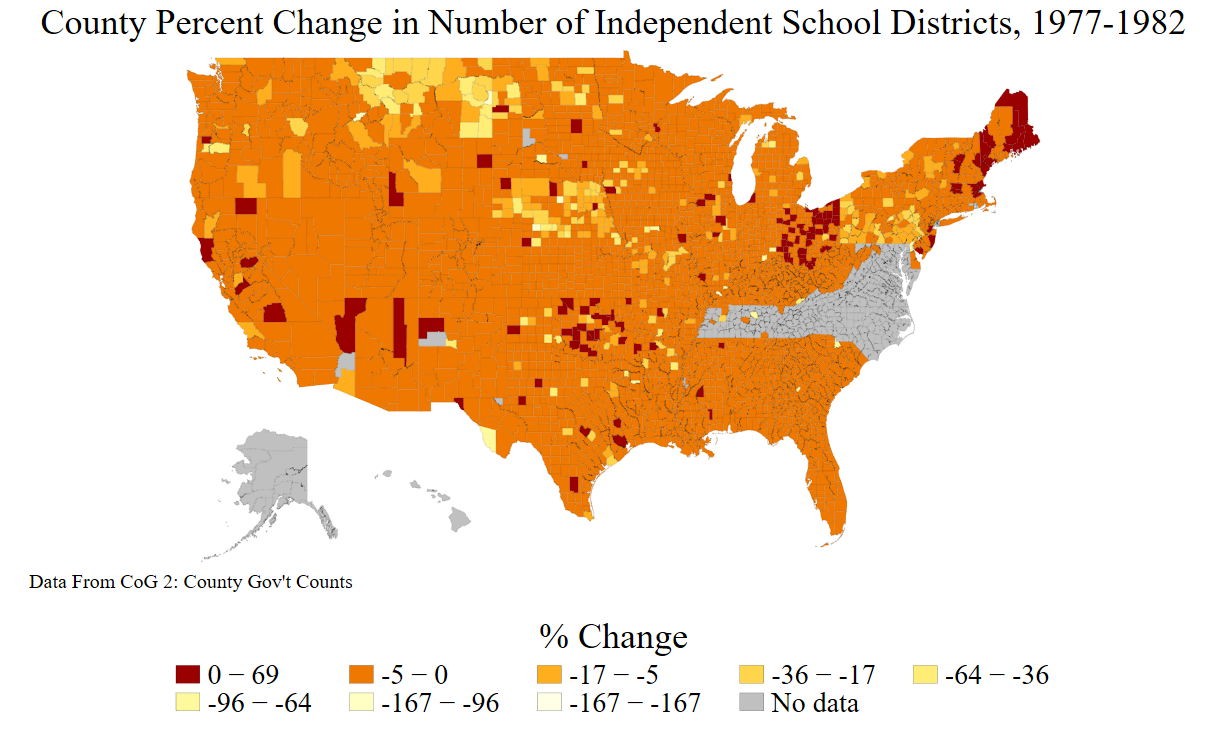 County Percent Change in Number of Independent School Districts, 1977-1982
Data From CoG 2: County Gov't Counts
% Change
0 − 69
-5 − 0
-17 − -5
-36 − -17
-64 − -36
-96 − -64
-167 − -96
-167 − -167
No data